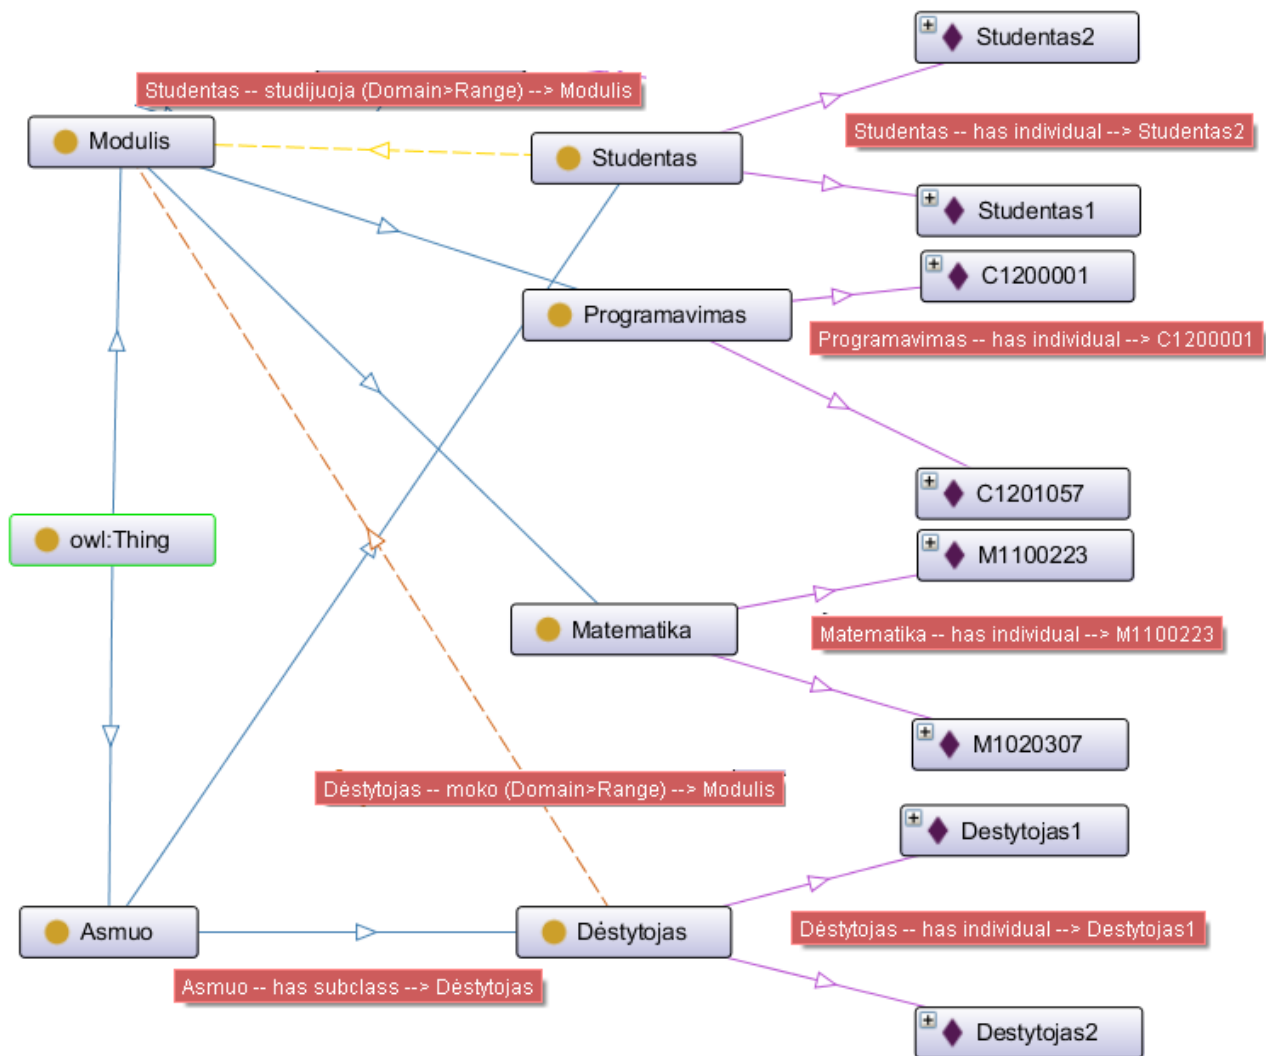 Studentas2
Studentas -- studijuoja (Domain>Range) --> Modulis
Studentas -- has individual --> Studentas2
Modulis
Studentas
Studentas1
C1200001
Programavimas
Programavimas -- has individual --> C1200001
C1201057
owl:Thing
M1100223
Matematika
Matematika -- has individual --> M1100223
M1020307
Dėstytojas -- moko (Domain>Range) --> Modulis
Destytojas1
Asmuo
Dėstytojas
Dėstytojas -- has individual --> Destytojas1
Asmuo -- has subclass --> Dėstytojas
Destytojas2